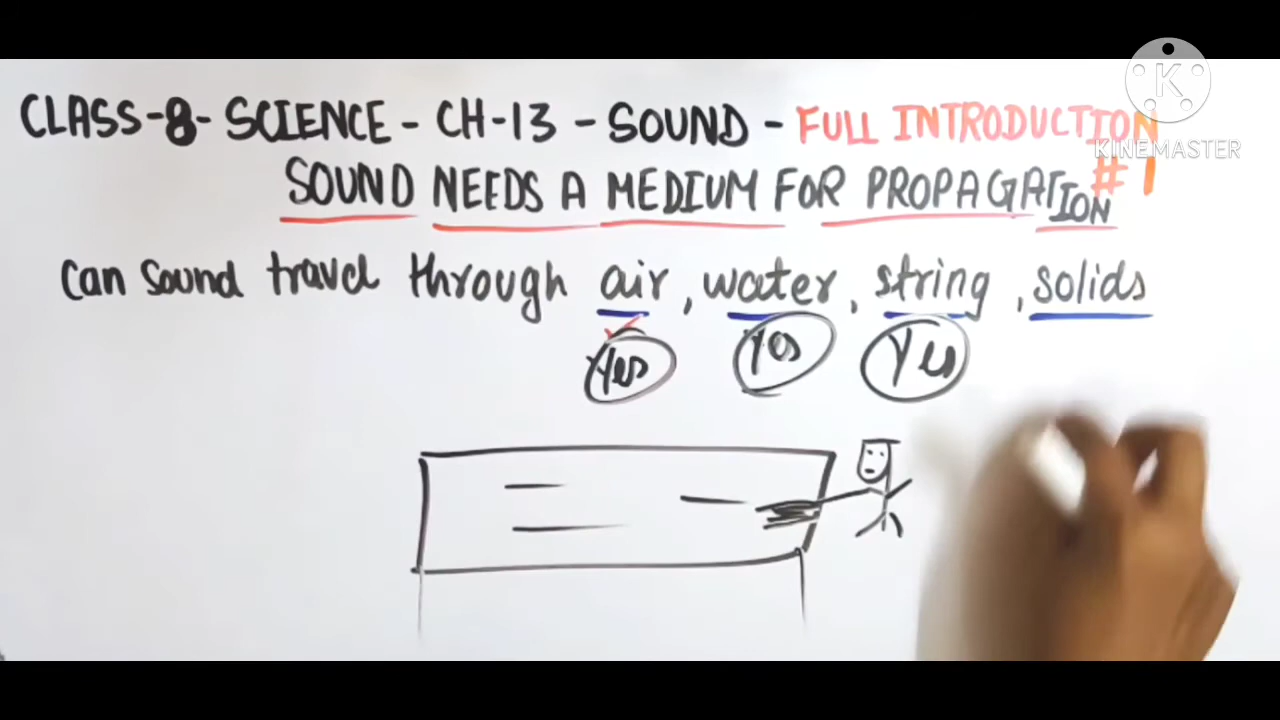 CLASS-8-SCIENCE - CH-13 - SOUND - FULL INTRODUCTION
KINEMASTER
#1
SOUND NEEDS A MEDIUM FOR PROPAGATION
Can sound travel through air, water, string, solids
Yes Yes Yes